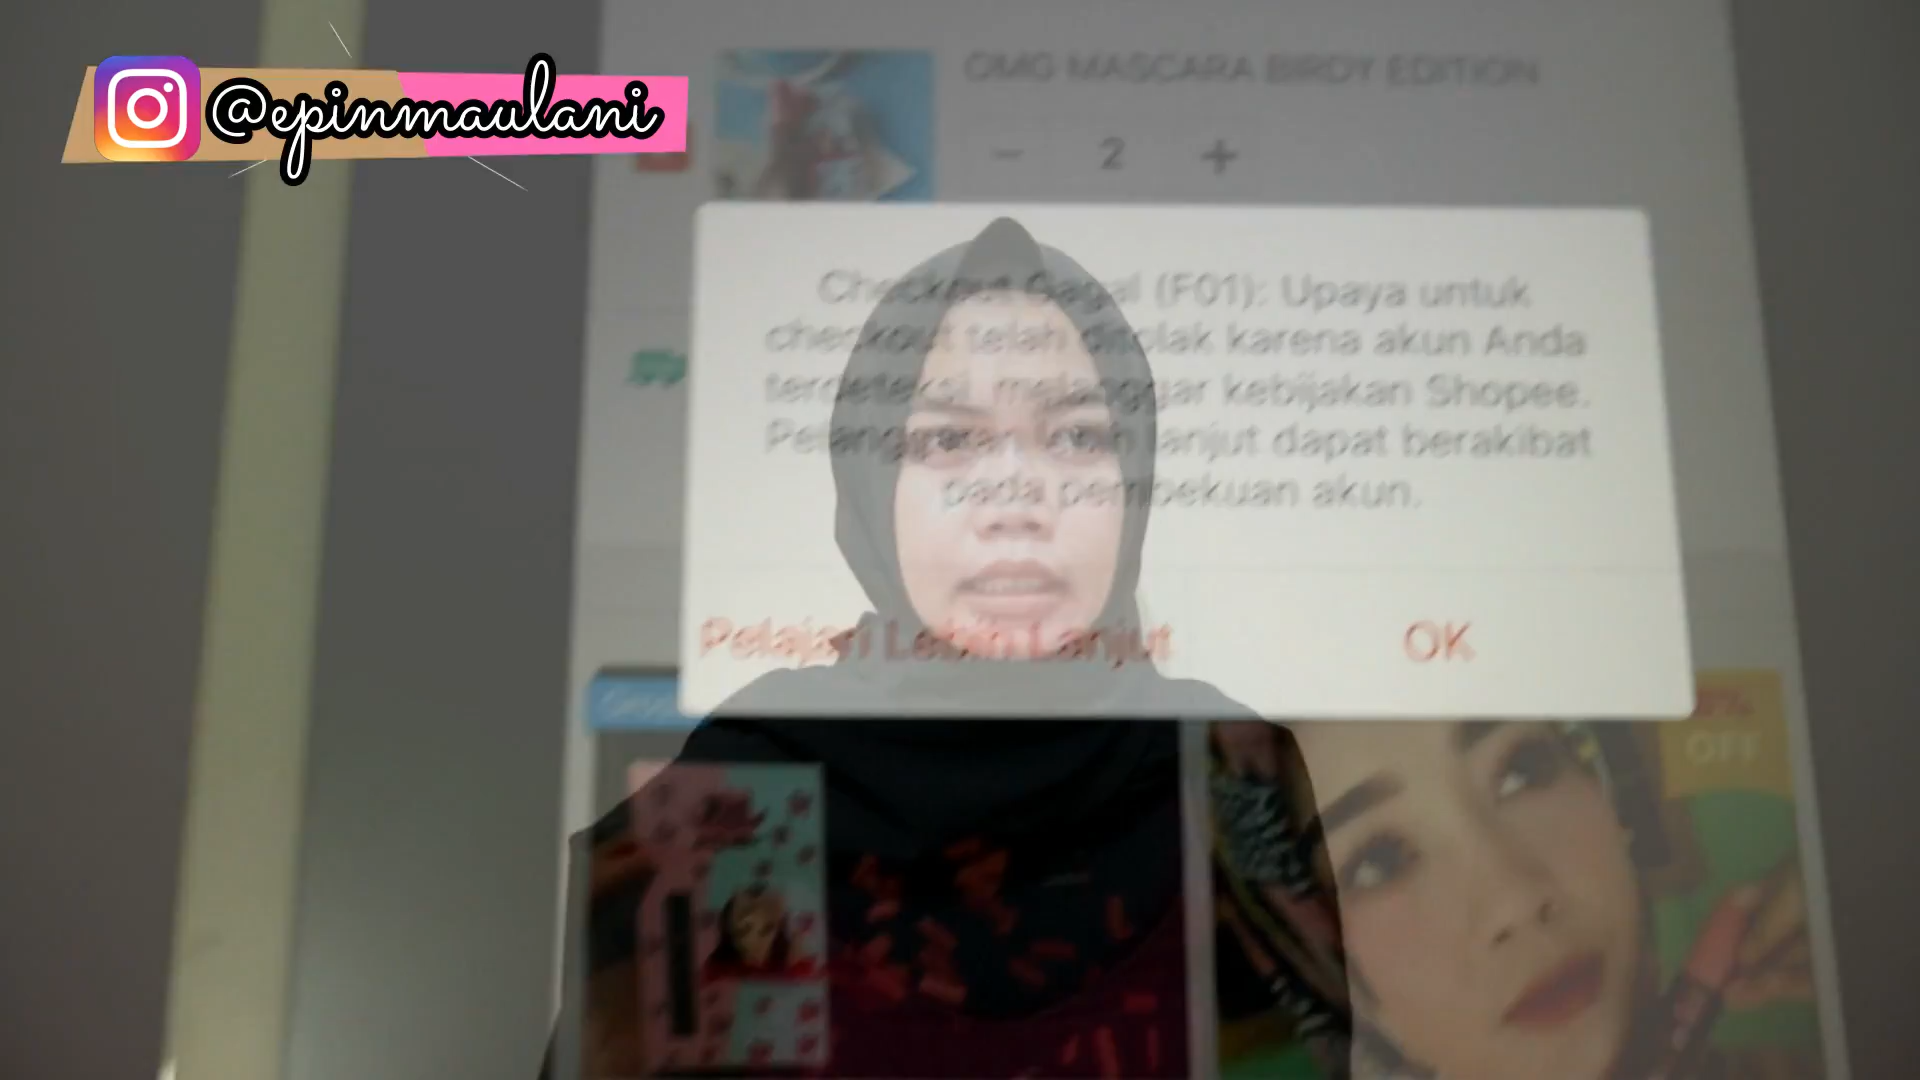 @epinmaulani
OMG MASCARA BIRDY EDITION
2
Checkout Gagal (F01): Upaya untuk
checkout telah ditolak karena akun Anda
terdeteksi melanggar kebijakan Shopee.
Pelanggaran lebih lanjut dapat berakibat
pada pembekuan akun.
Pelajari Lebih Lanjut
OK
OFF